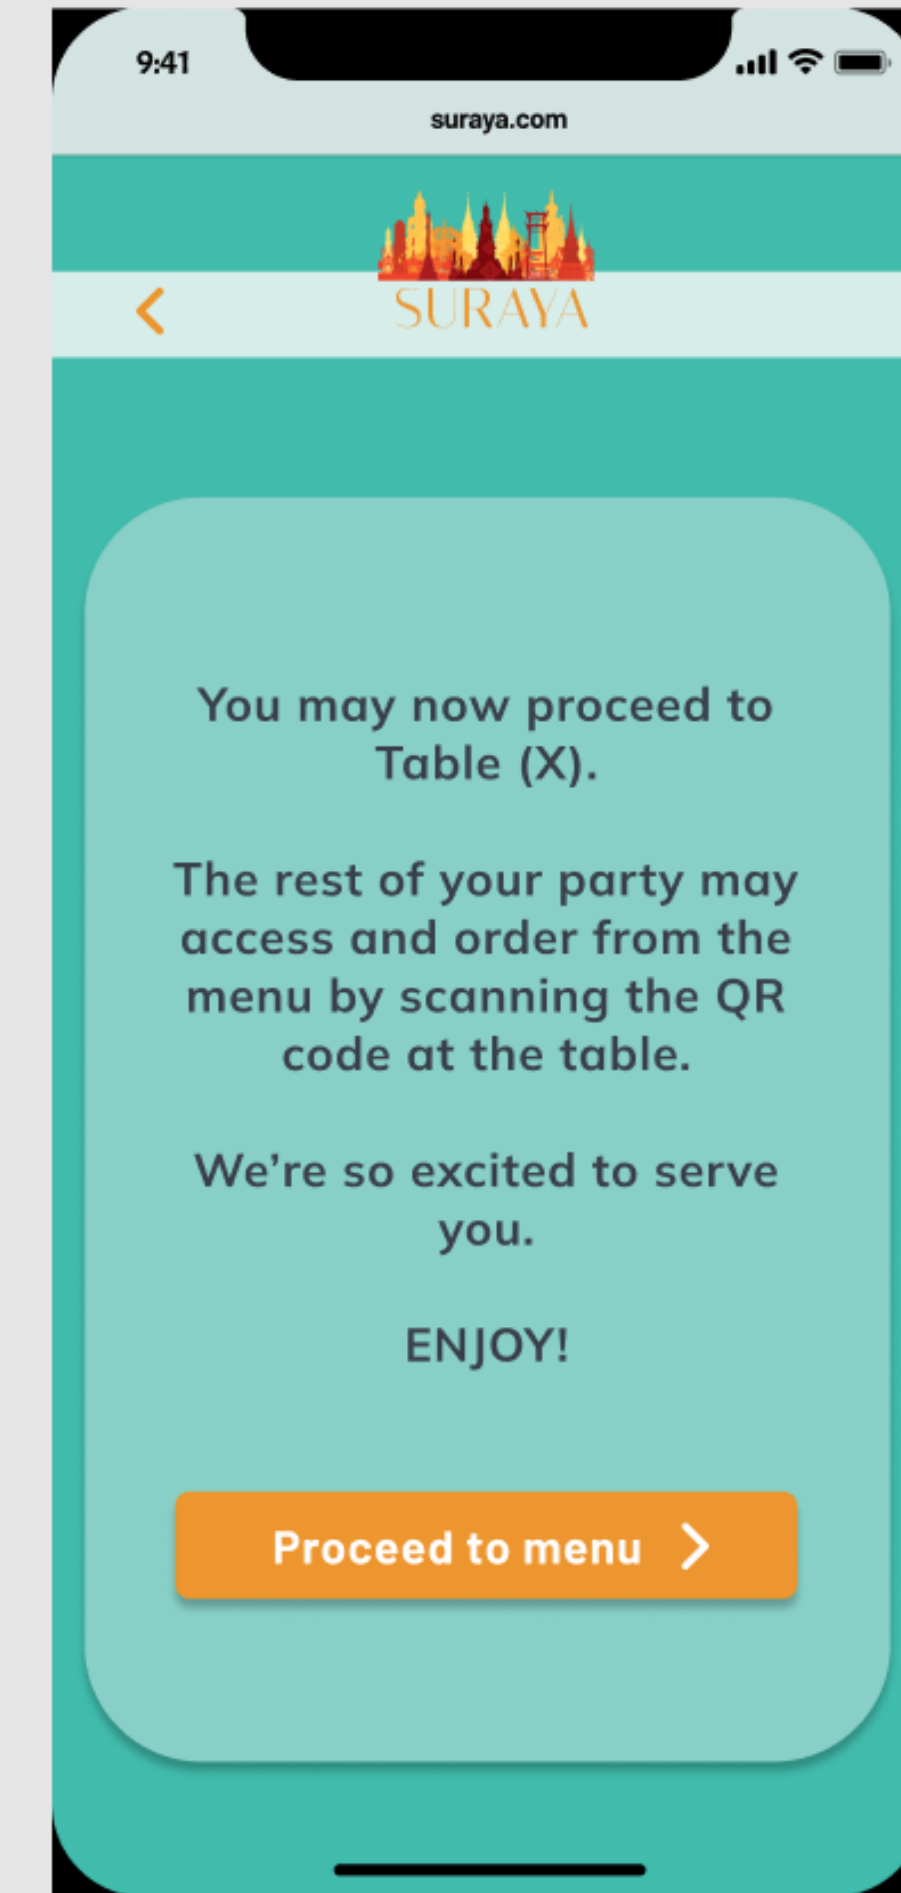 9:41
suraya.com
SURAYA
You may now proceed to
Table (X).
The rest of your party may
access and order from the
menu by scanning the QR
code at the table.
We’re so excited to serve
you.
ENJOY!
Proceed to menu